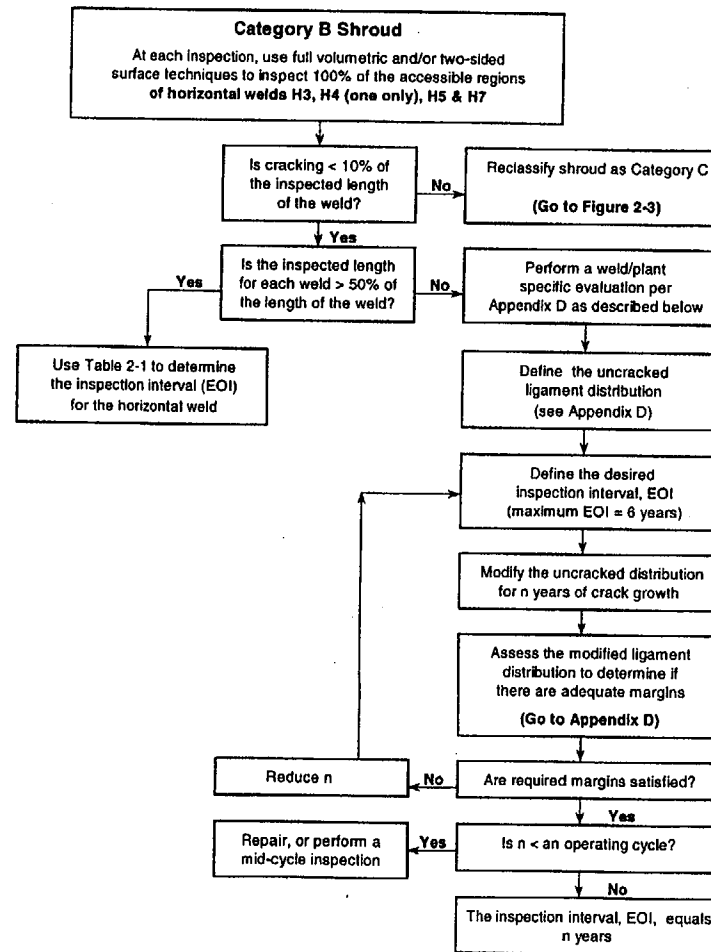 Category B Shroud
At each inspection, use full volumetric and/or two-sided
surface techniques to inspect 100% of the accessible regions
of horizontal welds H3, H4 (one only), H5 & H7
Is cracking < 10% of
the inspected length
of the weld?
No
Reclassify shroud as Category C
(Go to Figure 2-3)
Yes
Is the inspected length
for each weld > 50% of
the length of the weld?
Yes
No
Perform a weld/plant
specific evaluation per
Appendix D as described below
Use Table 2-1 to determine
the inspection interval (EOI)
for the horizontal weld
Define the uncracked
ligament distribution
(see Appendix D)
Define the desired
inspection interval, EOI
(maximum EOI = 6 years)
Modify the uncracked distribution
for n years of crack growth
Assess the modified ligament
distribution to determine if
there are adequate margins
(Go to Appendix D)
Reduce n
No
Are required margins satisfied?
Yes
Repair, or perform a
mid-cycle inspection
Yes
Is n < an operating cycle?
No
The inspection interval, EOI, equals
n years